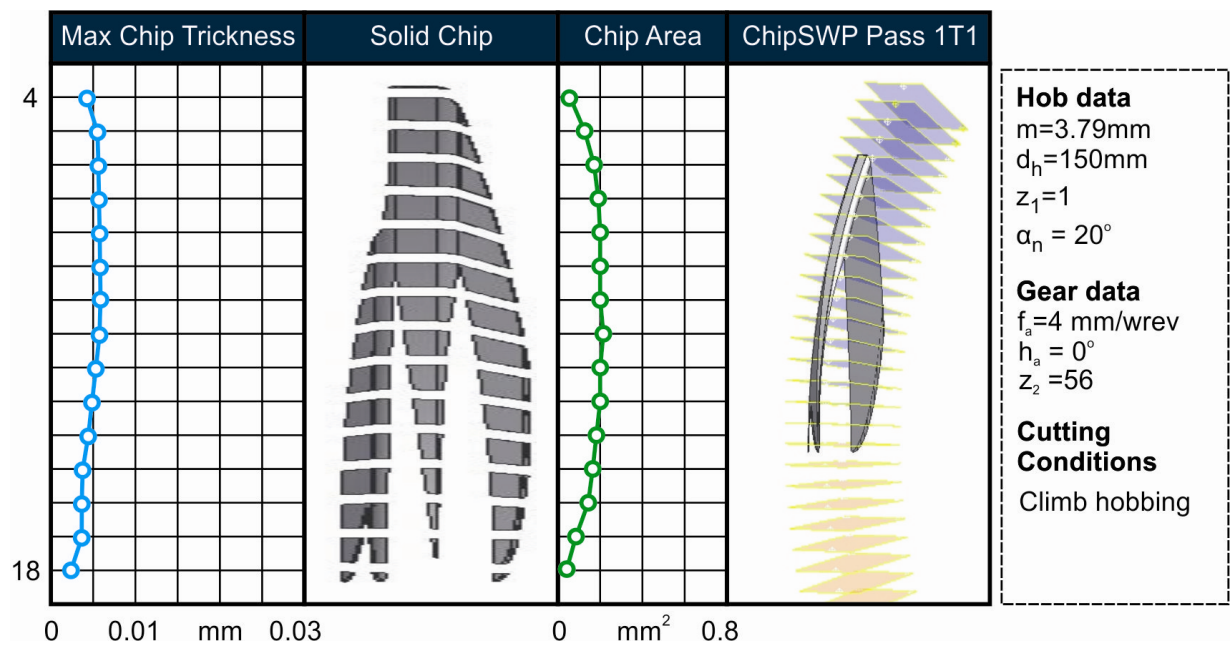 Max Chip Trickness Solid Chip Chip Area ChipSWP Pass 1T1
4
18
0 0.01 mm 0.03 0 mm² 0.8
Hob data
m=3.79mm
dₕ=150mm
z₁=1
αₙ = 20°
Gear data
fₐ=4 mm/wrev
hₐ = 0°
z₂ =56
Cutting
Conditions
Climb hobbing